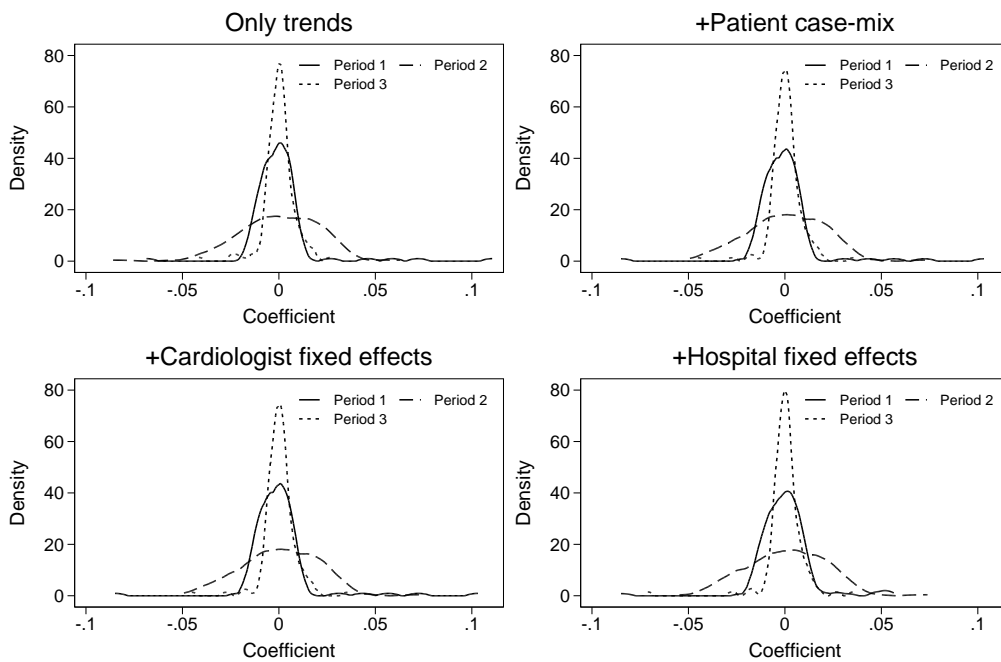 Only trends
Period 1 Period 2
Period 3
80
60
40
20
0
Density
-.1 -.05 0 .05 .1
Coefficient
+Patient case-mix
Period 1 Period 2
Period 3
80
60
40
20
0
Density
-.1 -.05 0 .05 .1
Coefficient
+Cardiologist fixed effects
Period 1 Period 2
Period 3
80
60
40
20
0
Density
-.1 -.05 0 .05 .1
Coefficient
+Hospital fixed effects
Period 1 Period 2
Period 3
80
60
40
20
0
Density
-.1 -.05 0 .05 .1
Coefficient